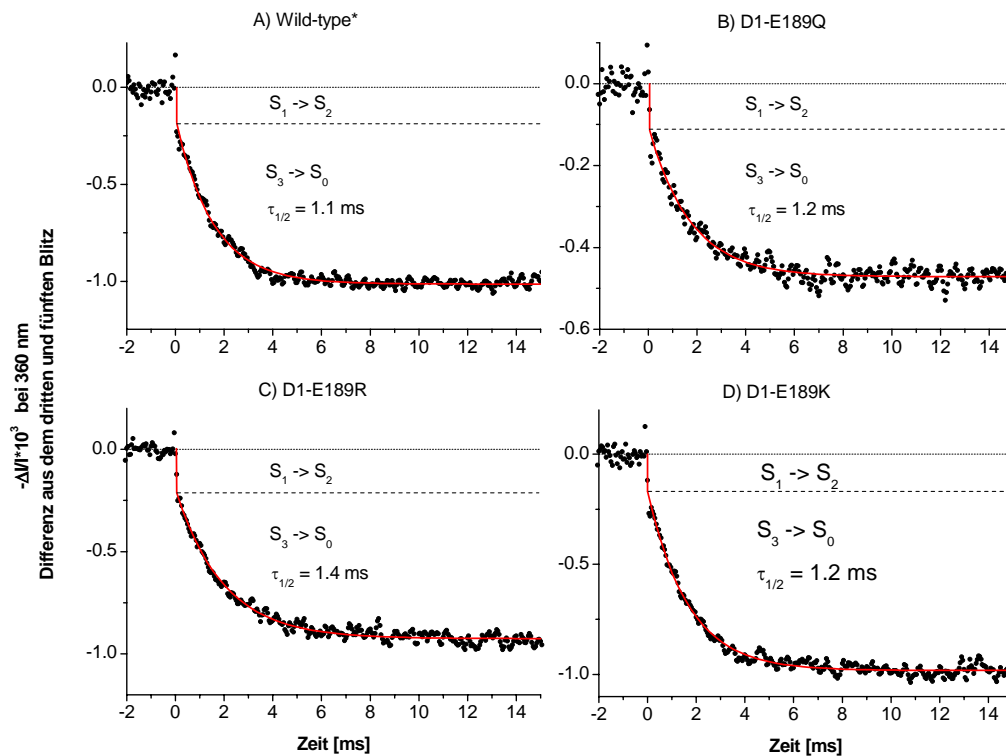 A) Wild-type*
0.0
-0.5
-1.0
S₁ -> S₂
S₃ -> S₀
τ₁/₂ = 1.1 ms
-2 0 2 4 6 8 10 12 14
B) D1-E189Q
0.0
-0.2
-0.4
-0.6
S₁ -> S₂
S₃ -> S₀
τ₁/₂ = 1.2 ms
-2 0 2 4 6 8 10 12 14
C) D1-E189R
0.0
-0.5
-1.0
S₁ -> S₂
S₃ -> S₀
τ₁/₂ = 1.4 ms
-2 0 2 4 6 8 10 12 14
Zeit [ms]
D) D1-E189K
0.0
-0.5
-1.0
S₁ -> S₂
S₃ -> S₀
τ₁/₂ = 1.2 ms
-2 0 2 4 6 8 10 12 14
Zeit [ms]
-ΔI/I*10³ bei 360 nm
Differenz aus dem dritten und fünften Blitz